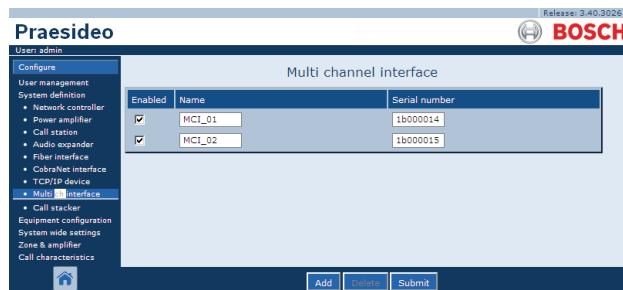 Release: 3.40.3026
Praesideo
BOSCH
User: admin
Configure
User management
System definition
• Network controller
• Power amplifier
• Call station
• Audio expander
• Fiber interface
• CobraNet interface
• TCP/IP device
• Multi ch interface
• Call stacker
Equipment configuration
System wide settings
Zone & amplifier
Call characteristics
Multi channel interface
Enabled Name Serial number
MCI_01 1b000014
MCI_02 1b000015
Add Delete Submit